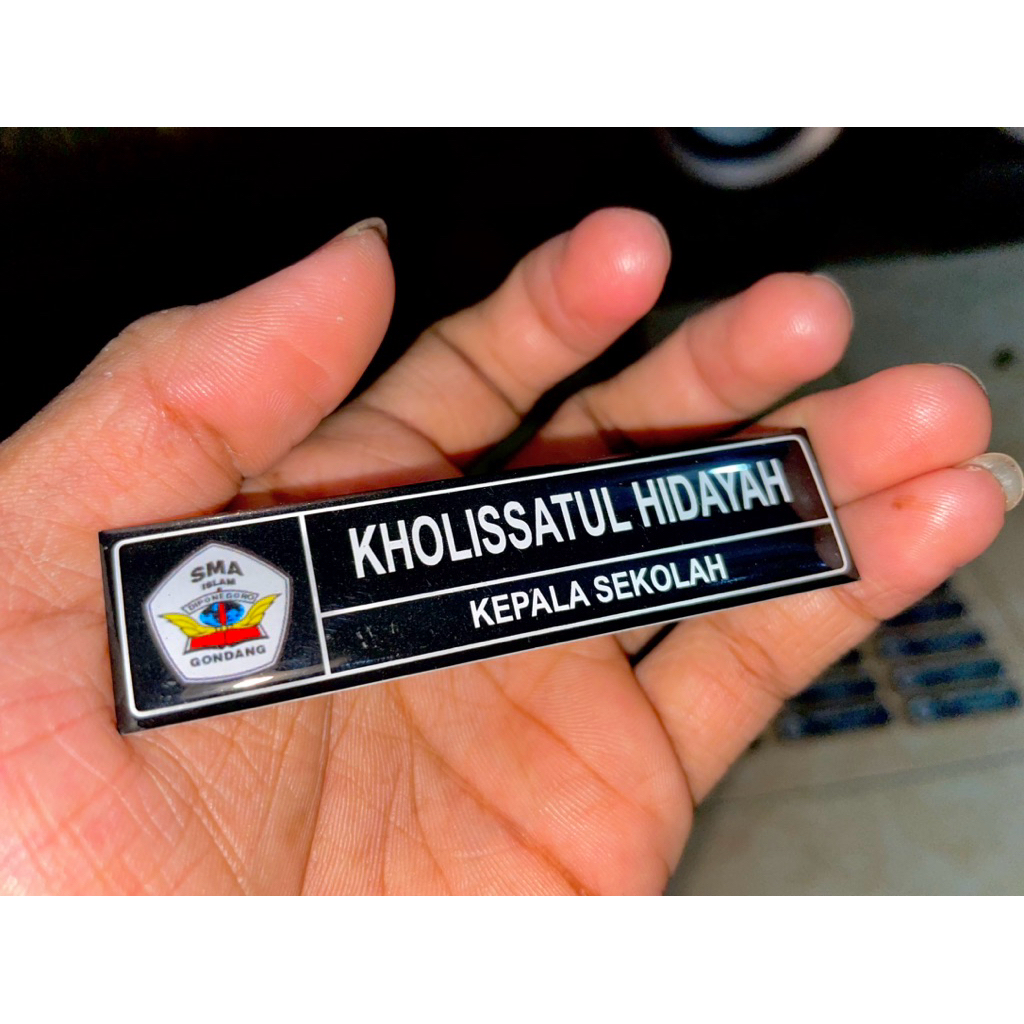 SMA
ISLAM
DIPONEGORO
GONDANG
KHOLISSATUL HIDAYAH
KEPALA SEKOLAH